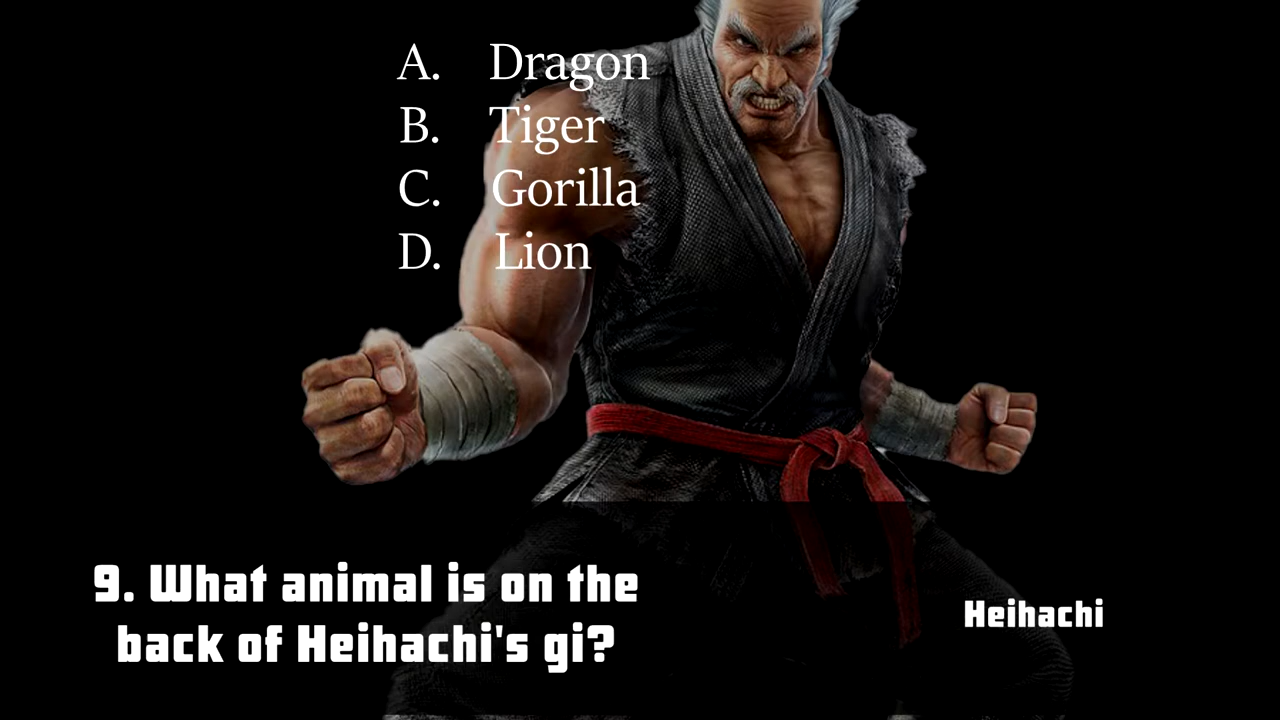 A. Dragon
B. Tiger
C. Gorilla
D. Lion
9. What animal is on the
back of Heihachi's gi?
Heihachi